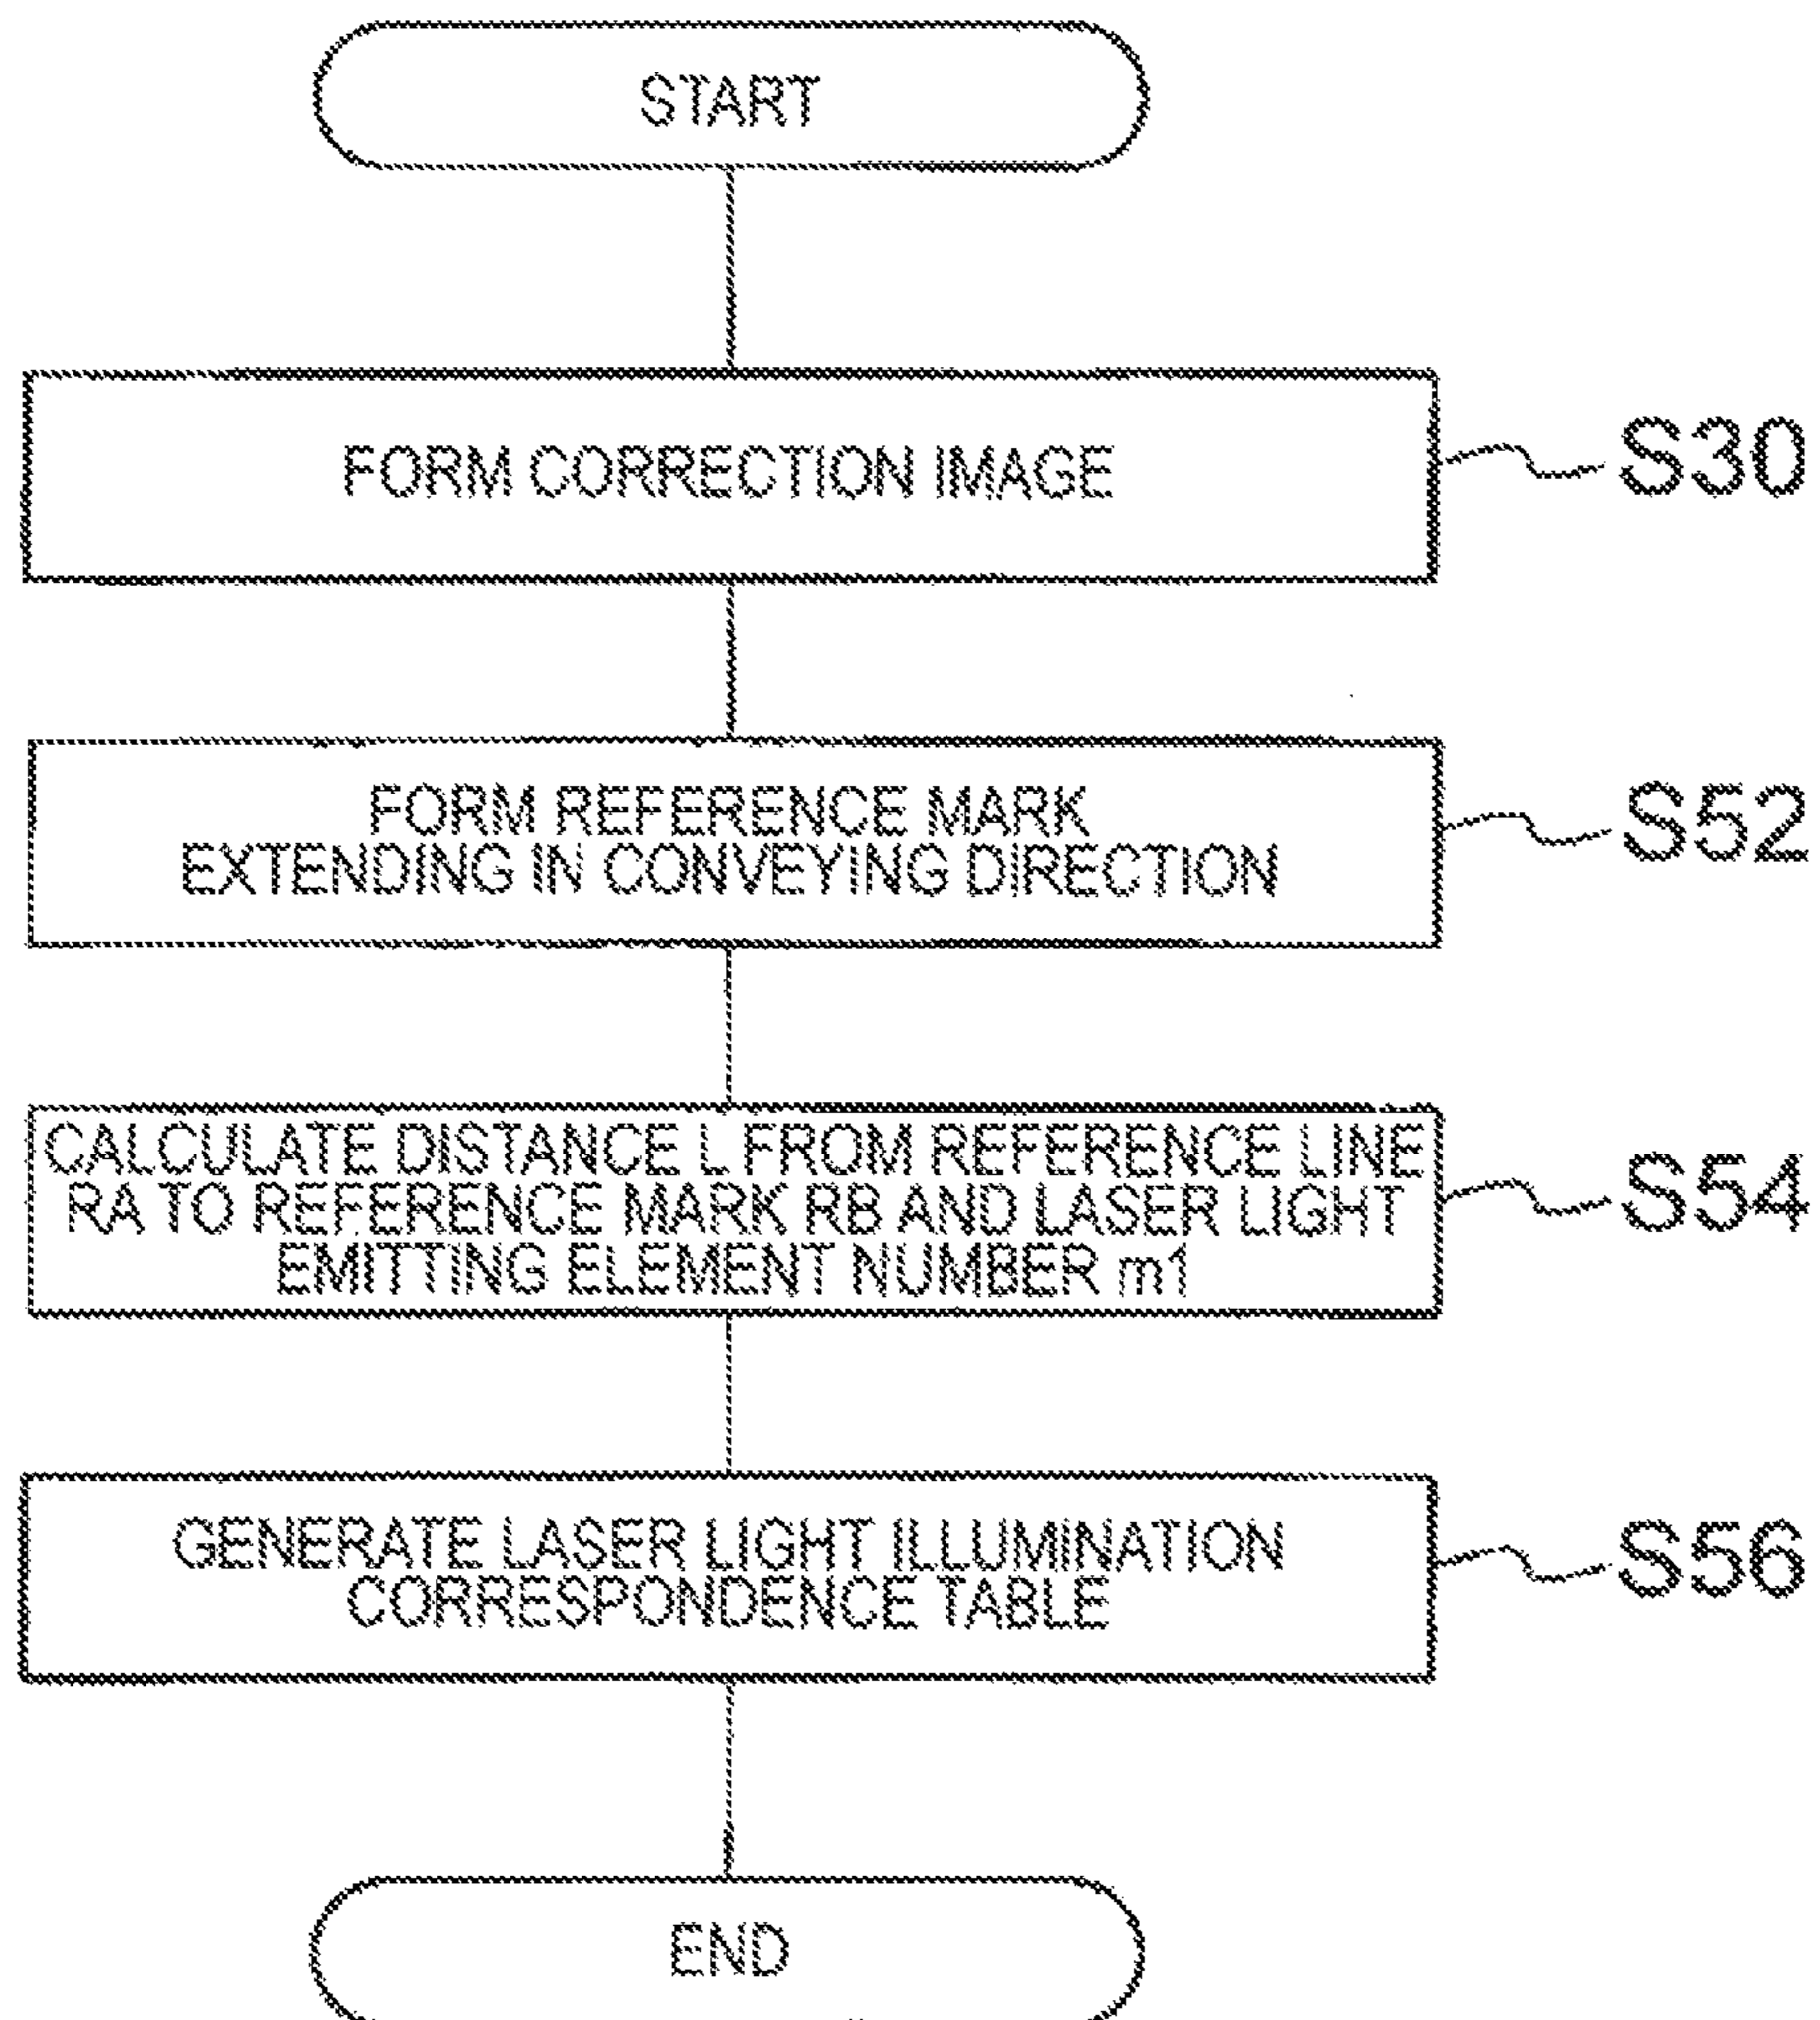 START
FORM CORRECTION IMAGE
S30
FORM REFERENCE MARK
EXTENDING IN CONVEYING DIRECTION
S52
CALCULATE DISTANCE L FROM REFERENCE LINE
RA TO REFERENCE MARK RB AND LASER LIGHT
EMITTING ELEMENT NUMBER m1
S54
GENERATE LASER LIGHT ILLUMINATION
CORRESPONDENCE TABLE
S56
END